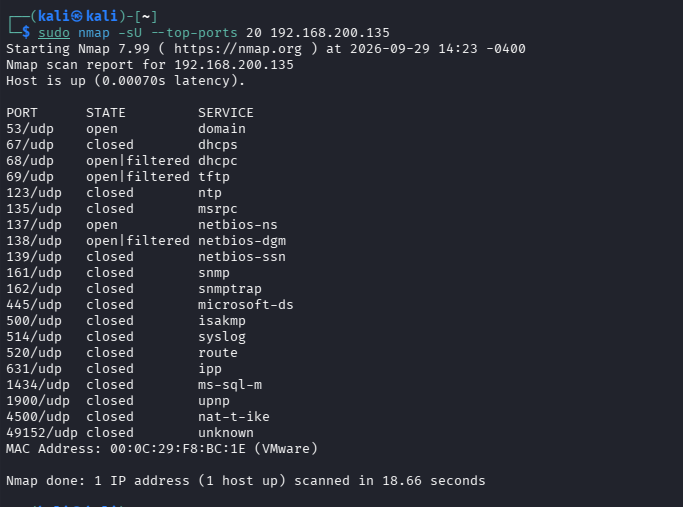 ┌──(kali㉿kali)-[~]
└─$ sudo nmap -sU --top-ports 20 192.168.200.135
Starting Nmap 7.99 ( https://nmap.org ) at 2026-09-29 14:23 -0400
Nmap scan report for 192.168.200.135
Host is up (0.00070s latency).

PORT      STATE         SERVICE
53/udp    open          domain
67/udp    closed        dhcps
68/udp    open|filtered dhcpc
69/udp    open|filtered tftp
123/udp   closed        ntp
135/udp   closed        msrpc
137/udp   open          netbios-ns
138/udp   open|filtered netbios-dgm
139/udp   closed        netbios-ssn
161/udp   closed        snmp
162/udp   closed        snmptrap
445/udp   closed        microsoft-ds
500/udp   closed        isakmp
514/udp   closed        syslog
520/udp   closed        route
631/udp   closed        ipp
1434/udp  closed        ms-sql-m
1900/udp  closed        upnp
4500/udp  closed        nat-t-ike
49152/udp closed        unknown
MAC Address: 00:0C:29:F8:BC:1E (VMware)

Nmap done: 1 IP address (1 host up) scanned in 18.66 seconds